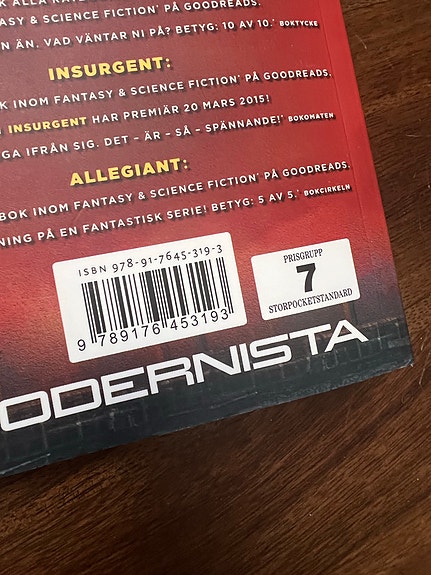 ALLA
ASY & SCIENCE FICTION' PÅ GOODREADS.
N ÄN. VAD VÄNTAR NI PÅ? BETYG: 10 AV 10.' BOKTYCKE
INSURGENT:
OK INOM FANTASY & SCIENCE FICTION' PÅ GOODREADS.
INSURGENT HAR PREMIÄR 20 MARS 2015!
GA IFRÅN SIG. DET – ÄR – SÅ – SPÄNNANDE!' BOKOMATEN
ALLEGIANT:
BOK INOM FANTASY & SCIENCE FICTION' PÅ GOODREADS.
NING PÅ EN FANTASTISK SERIE! BETYG: 5 AV 5.' BOKCIRKELN
ISBN 978-91-7645-319-3
9 789176 453193
PRISGRUPP
7
STORPOCKETSTANDARD
ODERNISTA